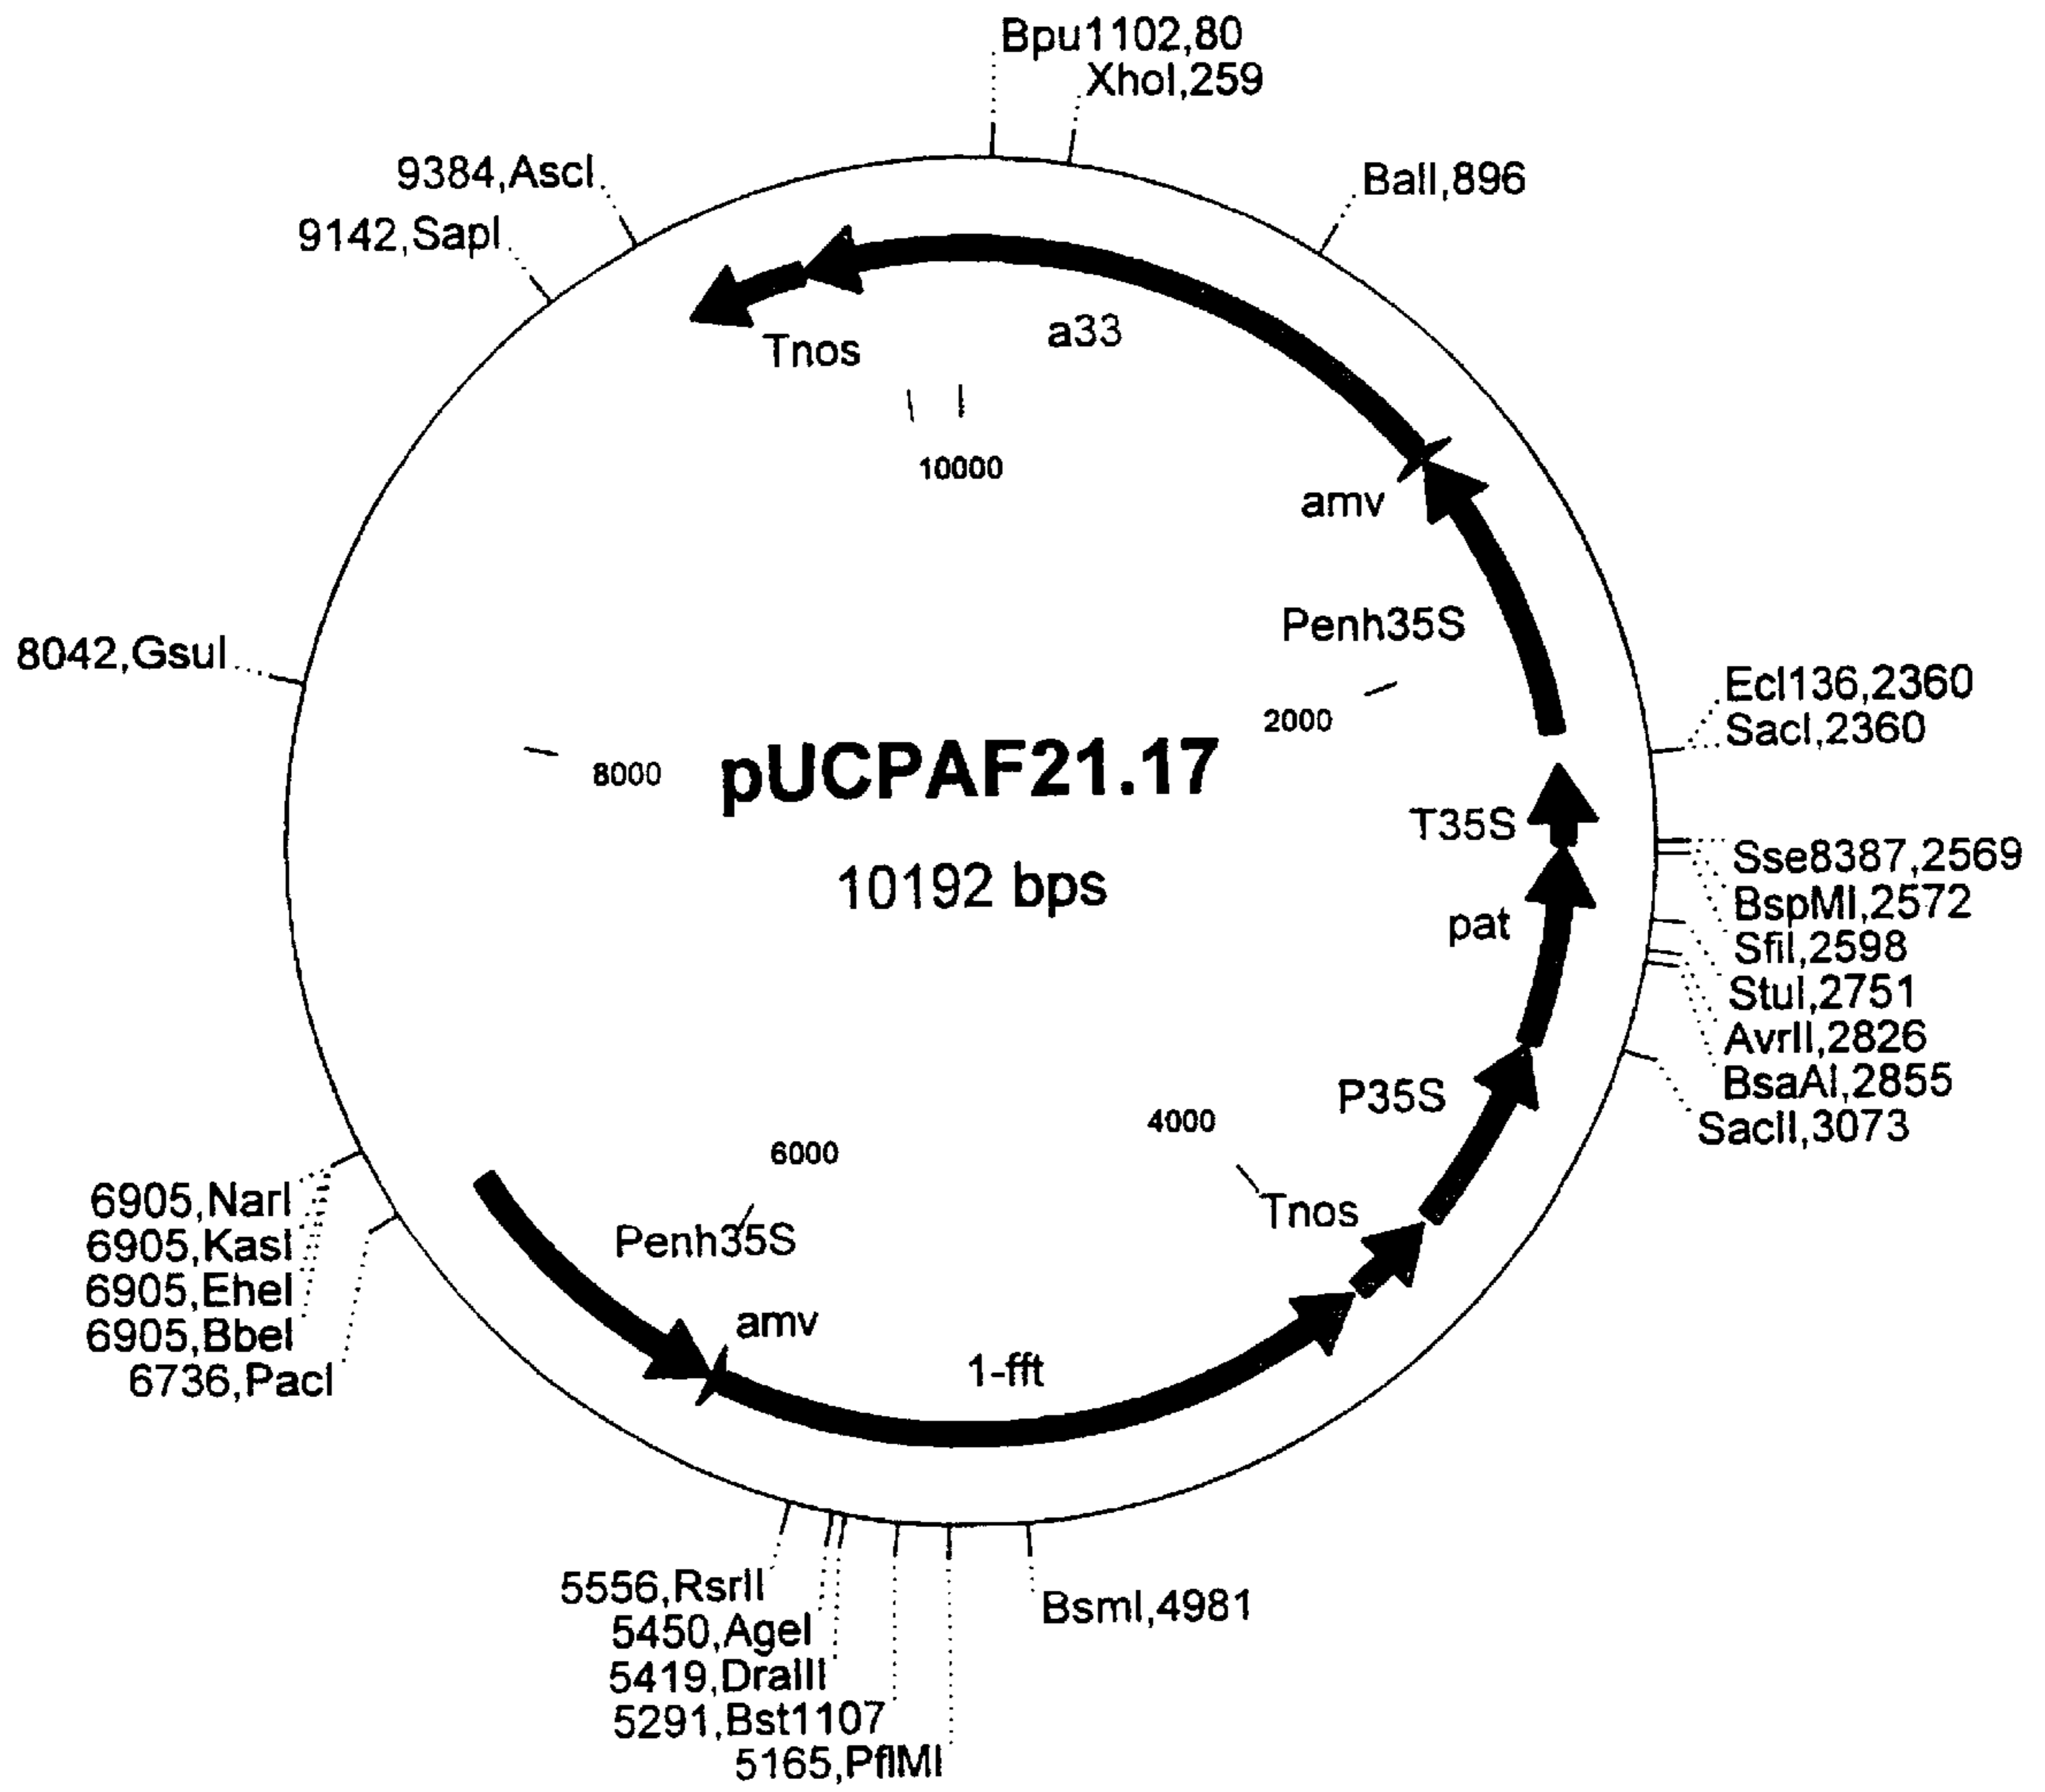 Bpu1102,80
XhoI,259
9384,AscI
BalI,896
9142,SapI
Tnos
a33
10000
amv
Penh35S
8042,GsuI
Ecl136,2360
2000
SacI,2360
8000
pUCPAF21.17
T35S
Sse8387,2569
10192 bps
BspMI,2572
pat
SfiI,2598
StuI,2751
AvrII,2826
BsaAI,2855
P35S
SacII,3073
4000
6000
6905,NarI
Tnos
6905,KasI
Penh35S
6905,EheI
6905,BbeI
amv
6736,PacI
1-fft
5556,RsrII
BsmI,4981
5450,AgeI
5419,DraIII
5291,Bst1107
5165,PflMI